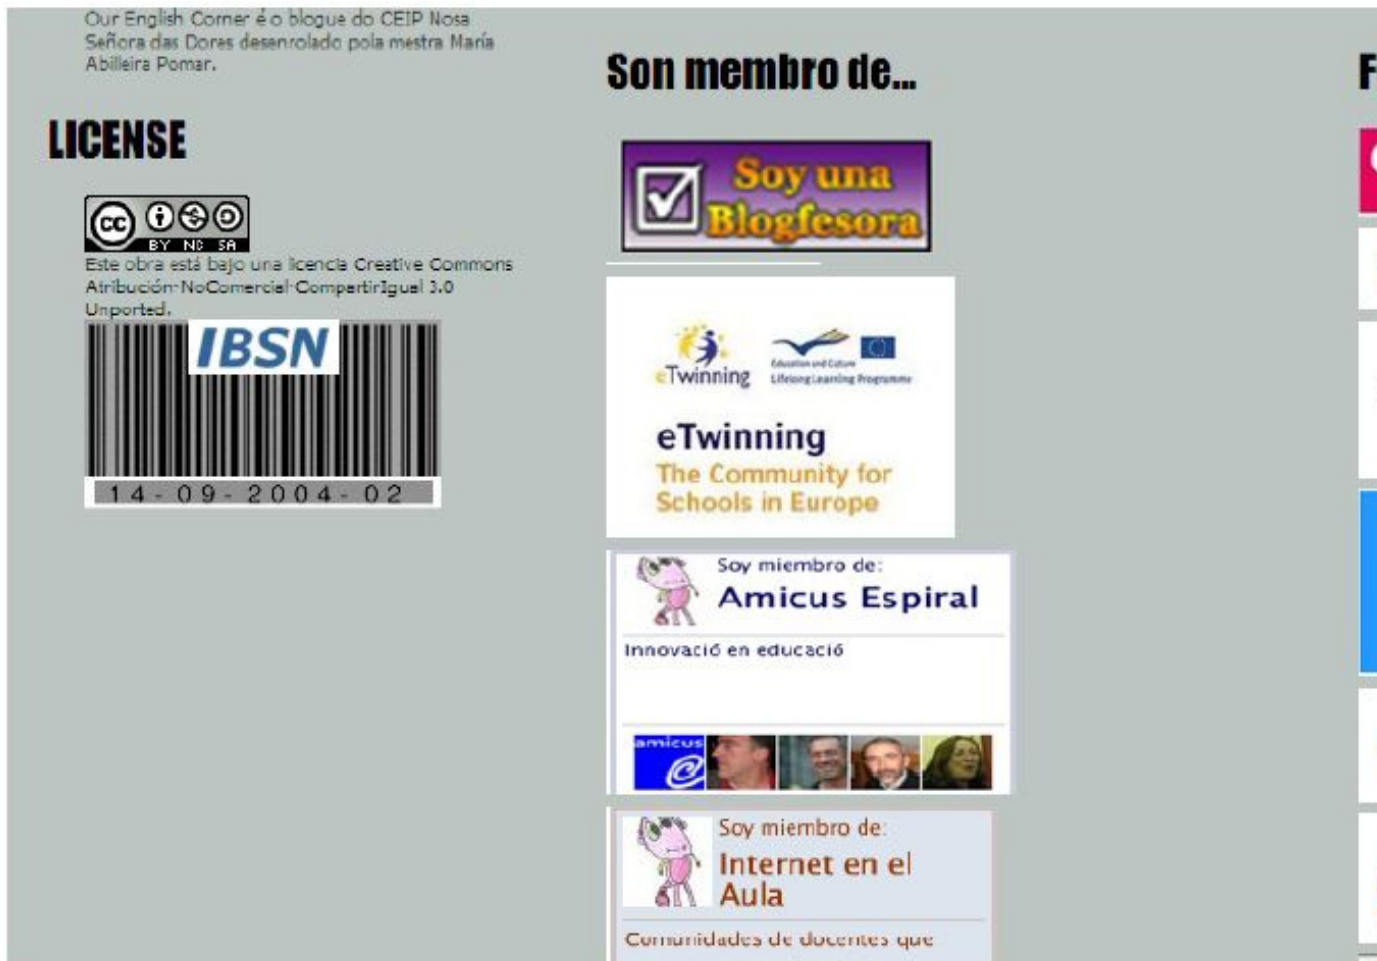 Our English Corner é o blogue do CEIP Nosa
Señora das Dores desenrolado pola mestra María
Abilleira Pomar.
LICENSE
cc
BY NC SA
Este obra está bajo una licencia Creative Commons
Atribución-NoComercial-CompartirIgual 3.0
Unported.
IBSN
14-09-2004-02
Son membro de...
Soy una
Blogfesora
eTwinning
Education and Culture
Lifelong Learning Programme
eTwinning
The Community for
Schools in Europe
Soy miembro de:
Amicus Espiral
Innovació en educació
amicus
@
Soy miembro de:
Internet en el
Aula
Comunidades de docentes que
F